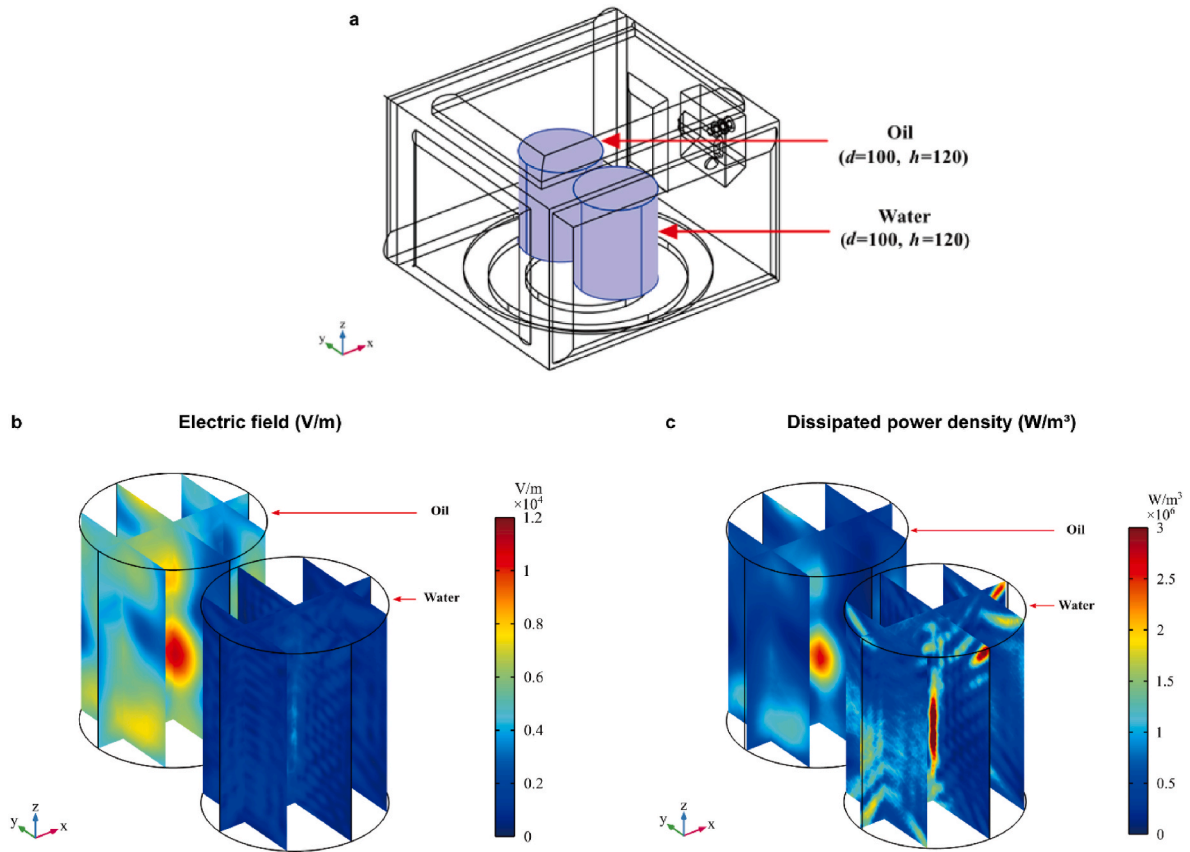 a
Oil
(d=100, h=120)
Water
(d=100, h=120)
z
y
x
b
Electric field (V/m)
c
Dissipated power density (W/m³)
V/m
×10⁴
1.2
1
0.8
0.6
0.4
0.2
0
Oil
Water
z
y
x
W/m³
×10⁶
3
2.5
2
1.5
1
0.5
0
Oil
Water
z
y
x